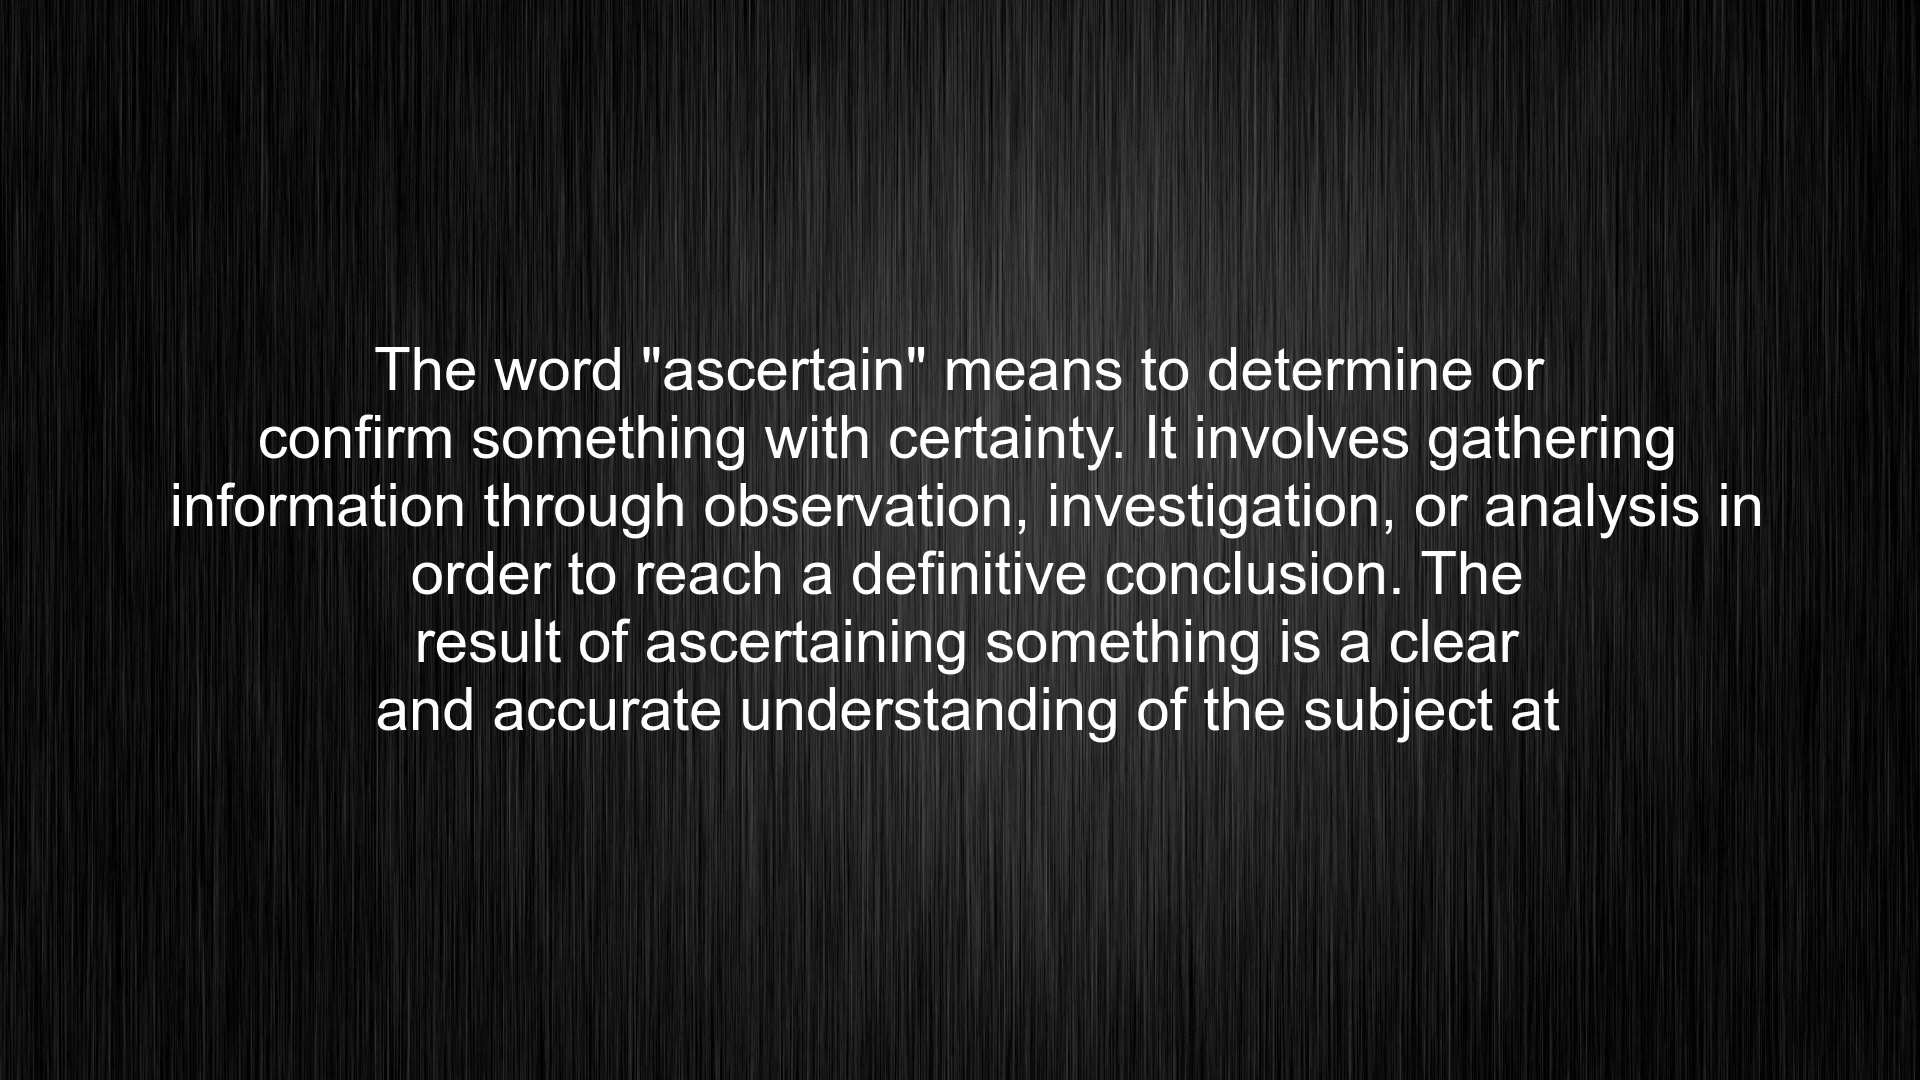 The word "ascertain" means to determine or
confirm something with certainty. It involves gathering
information through observation, investigation, or analysis in
order to reach a definitive conclusion. The
result of ascertaining something is a clear
and accurate understanding of the subject at